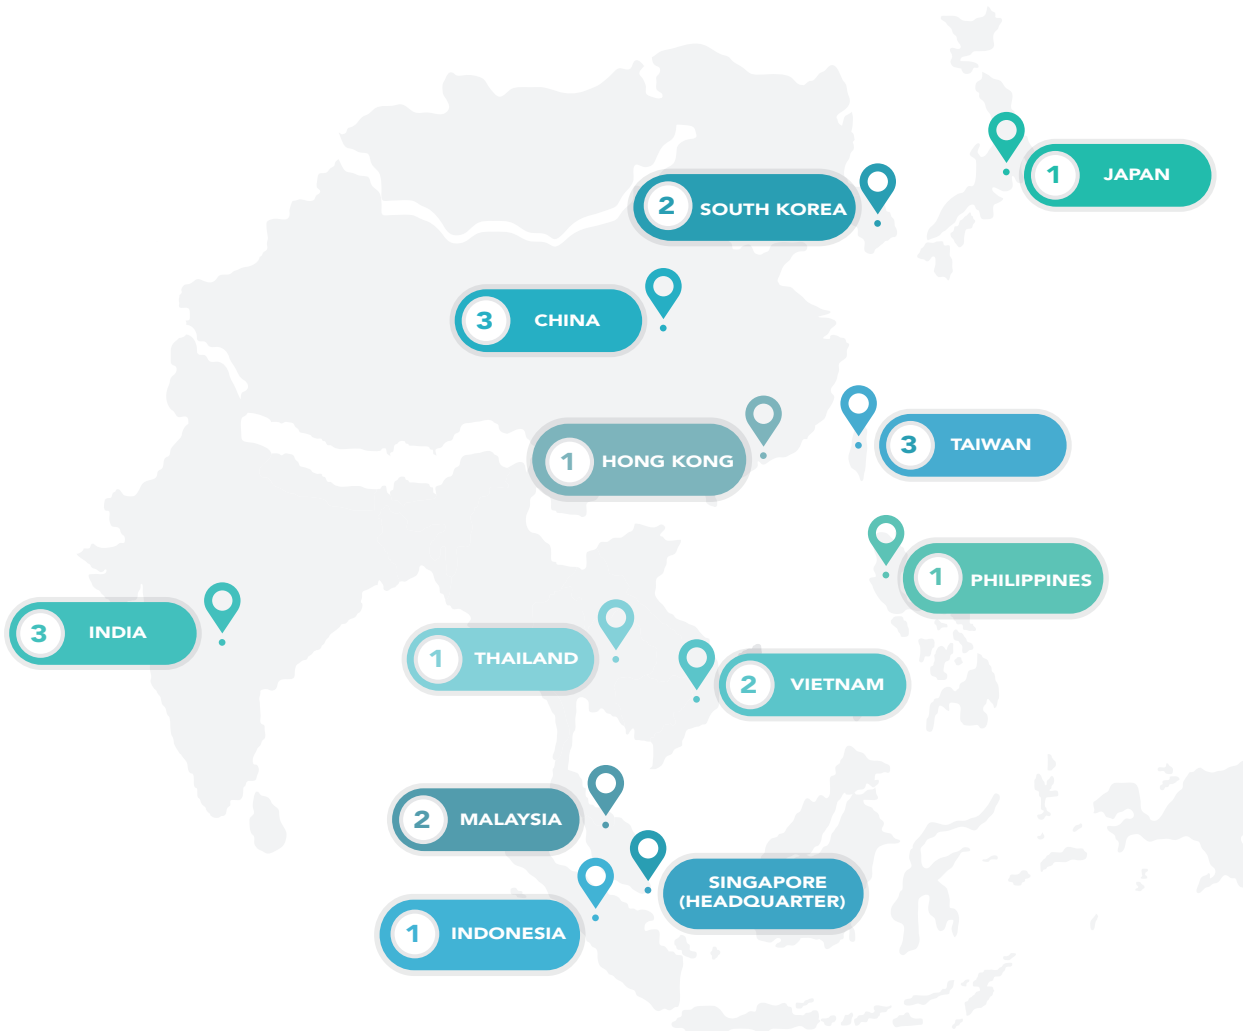 1 JAPAN
2 SOUTH KOREA
3 CHINA
3 TAIWAN
1 HONG KONG
1 PHILIPPINES
3 INDIA
1 THAILAND
2 VIETNAM
2 MALAYSIA
SINGAPORE
(HEADQUARTER)
1 INDONESIA